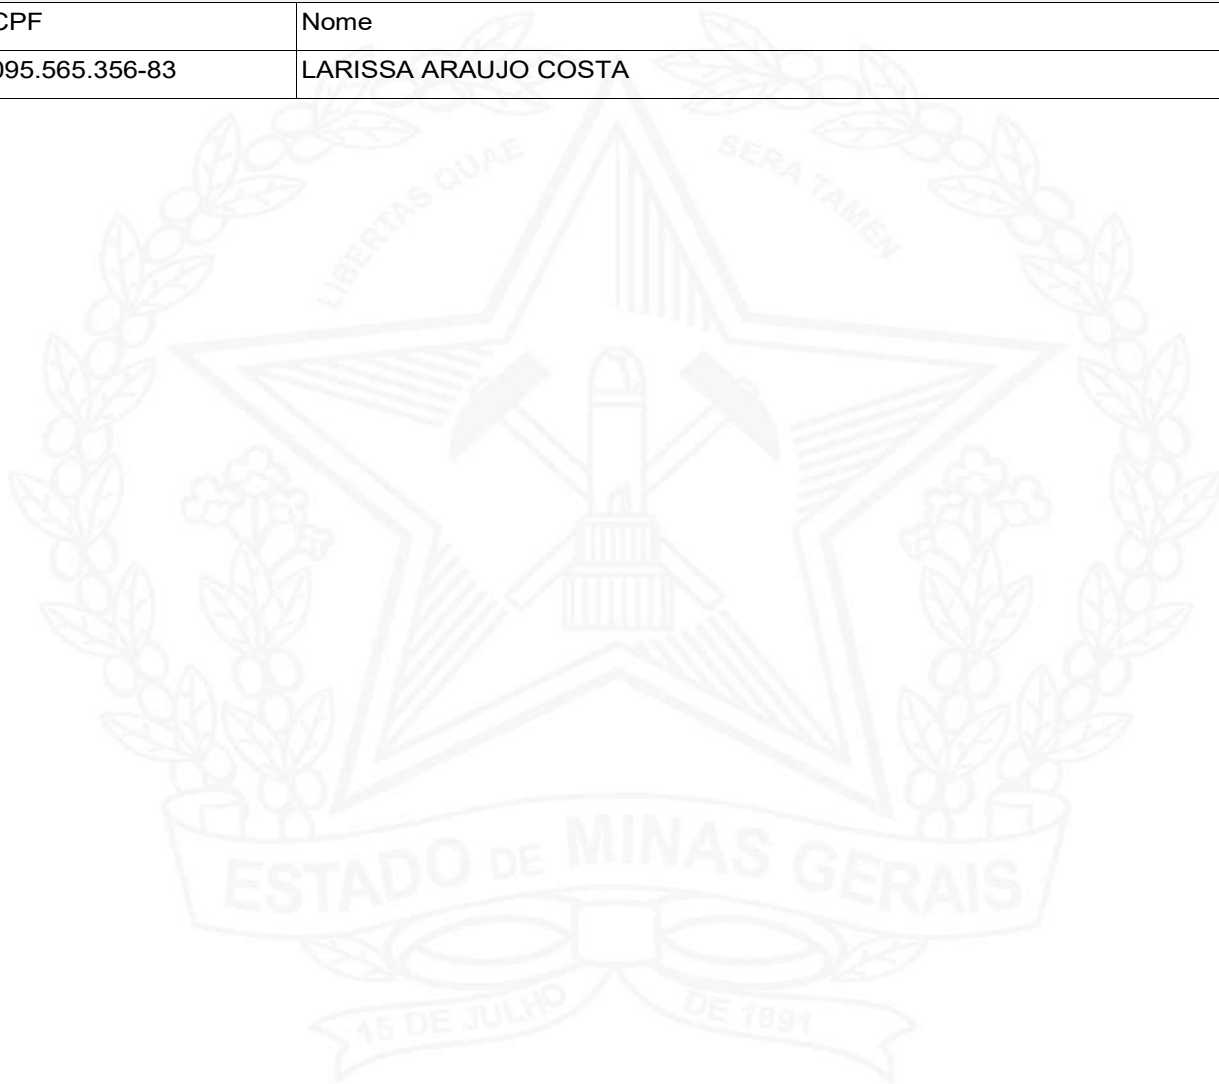 CPF Nome
095.565.356-83 LARISSA ARAUJO COSTA
LIBERTAS QUAE SERA TAMEN
ESTADO DE MINAS GERAIS
15 DE JULHO DE 1891